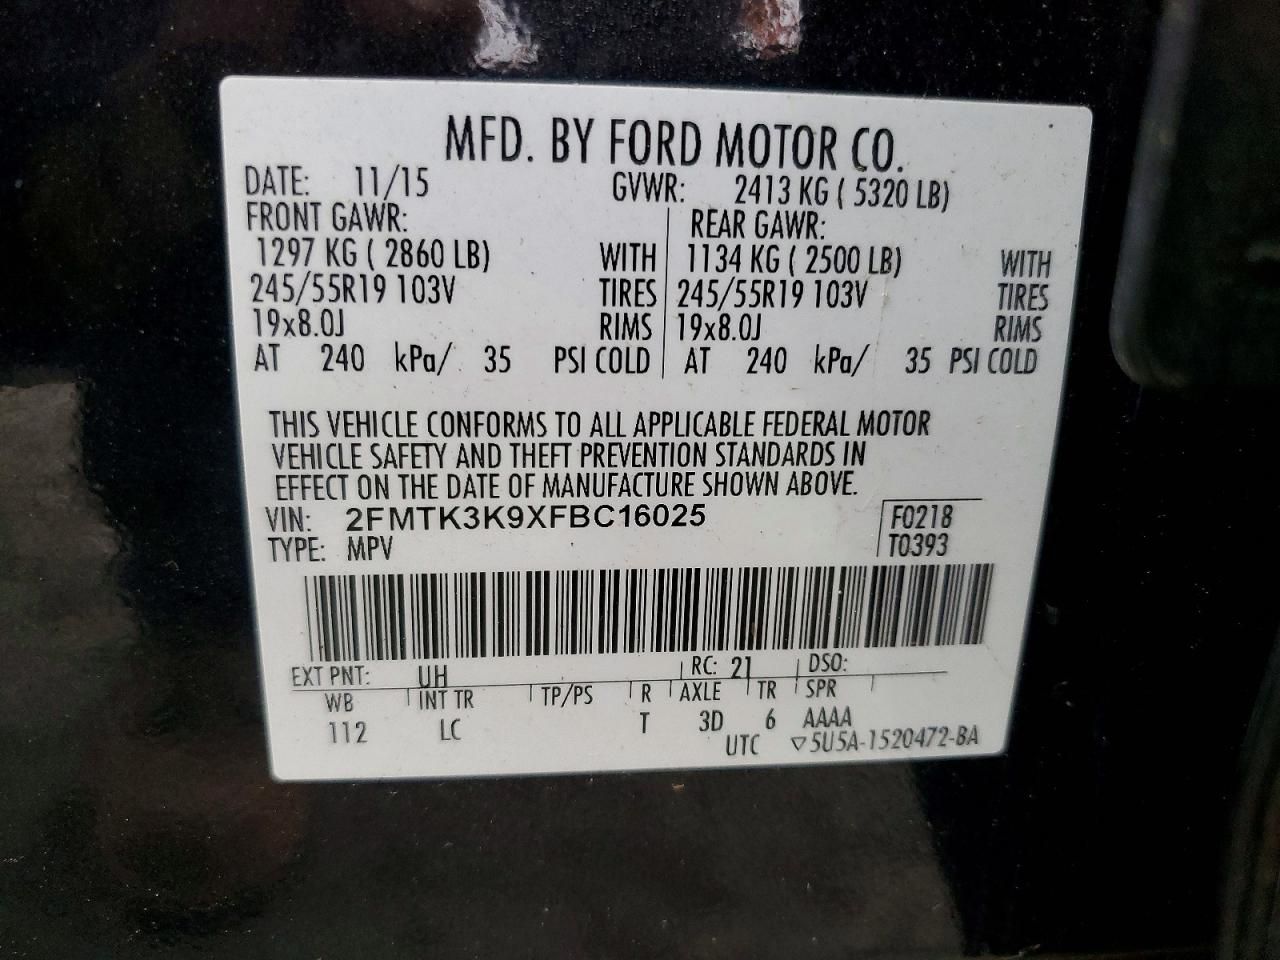 MFD. BY FORD MOTOR CO.
DATE: 11/15 GVWR: 2413 KG ( 5320 LB)
FRONT GAWR: REAR GAWR:
1297 KG ( 2860 LB) WITH 1134 KG ( 2500 LB) WITH
245/55R19 103V TIRES 245/55R19 103V TIRES
19x8.0J RIMS 19x8.0J RIMS
AT 240 kPa/ 35 PSI COLD AT 240 kPa/ 35 PSI COLD
THIS VEHICLE CONFORMS TO ALL APPLICABLE FEDERAL MOTOR
VEHICLE SAFETY AND THEFT PREVENTION STANDARDS IN
EFFECT ON THE DATE OF MANUFACTURE SHOWN ABOVE.
VIN: 2FMTK3K9XFBC16025 F0218
TYPE: MPV T0393
EXT PNT: UH RC: 21 DSO:
WB INT TR TP/PS R AXLE TR SPR
112 LC T 3D 6 AAAA
UTC ▽5U5A-1520472-BA